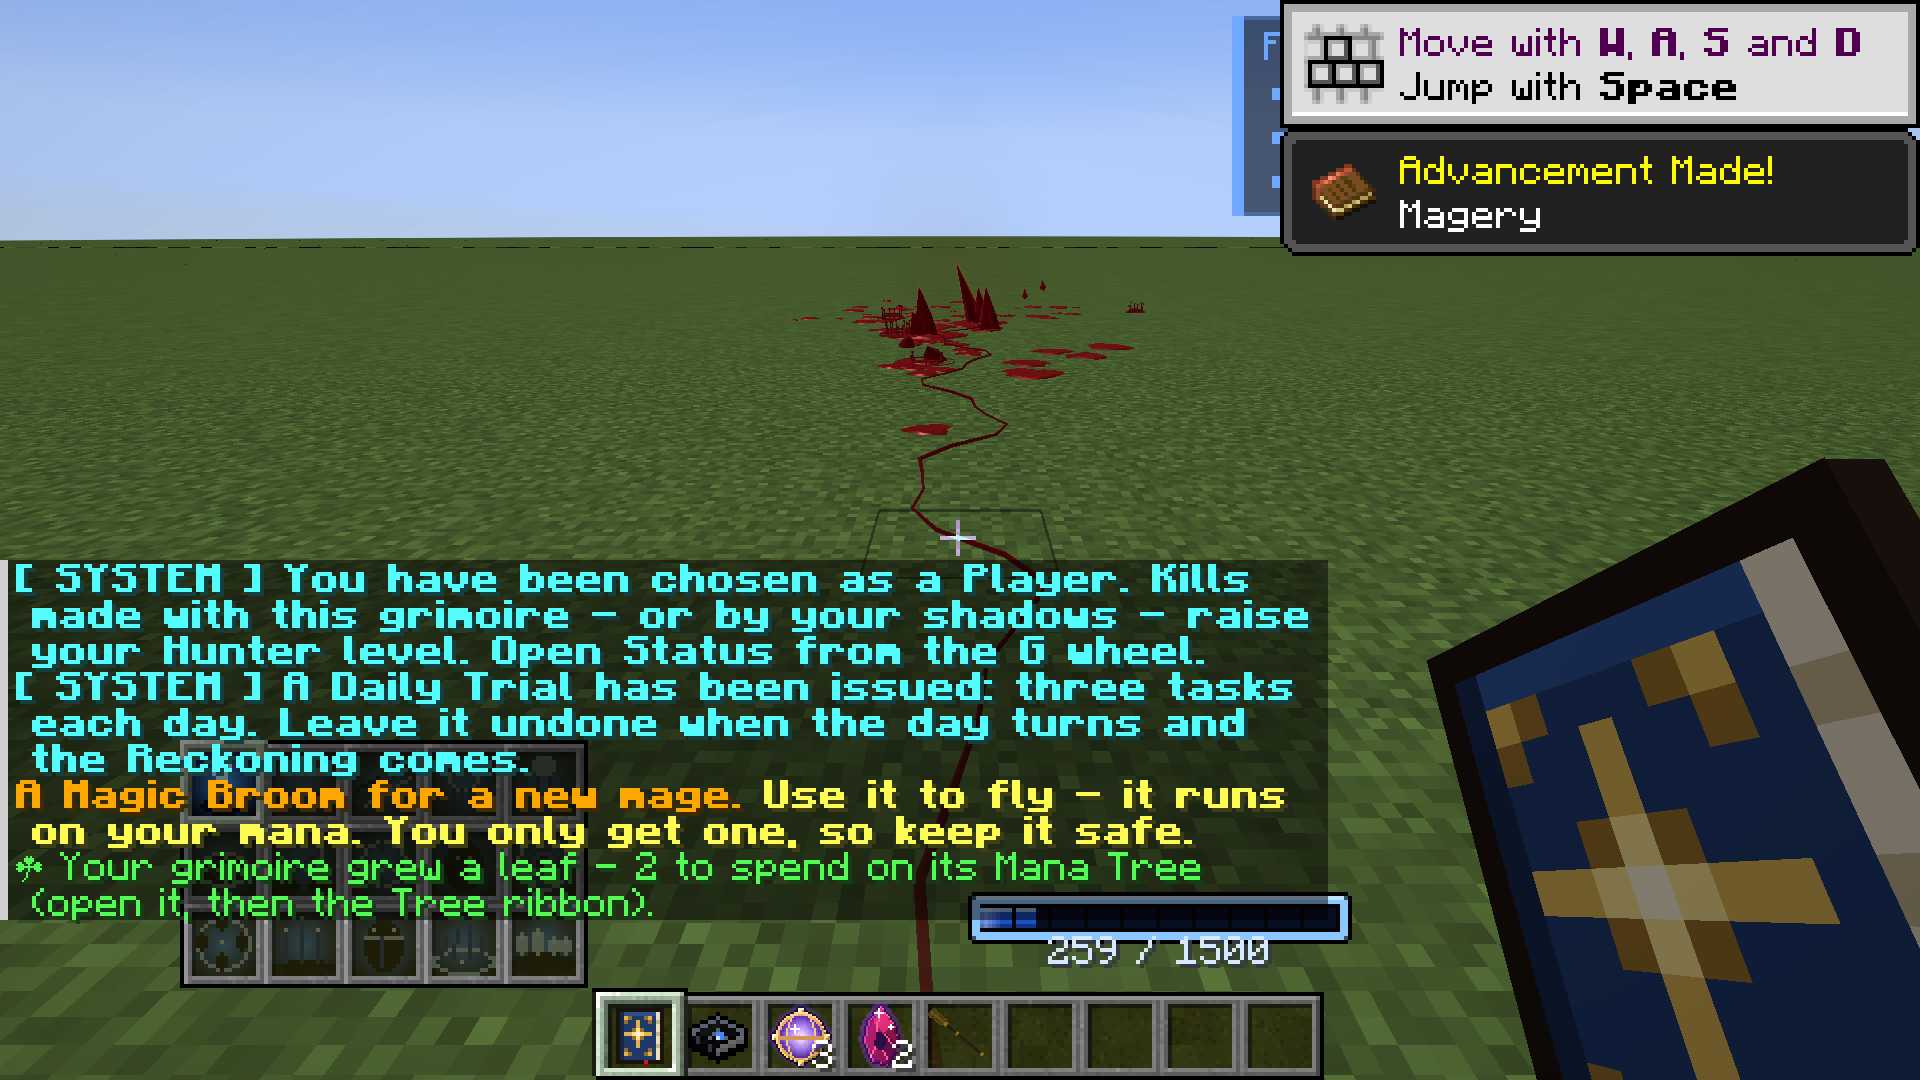 F
Move with W, A, S and D
Jump with Space
Advancement Made!
Magery
[ SYSTEM ] You have been chosen as a Player. Kills
made with this grimoire – or by your shadows – raise
your Hunter level. Open Status from the G wheel.
[ SYSTEM ] A Daily Trial has been issued: three tasks
each day. Leave it undone when the day turns and
the Reckoning comes.
A Magic Broom for a new mage. Use it to fly – it runs
on your mana. You only get one, so keep it safe.
☘ Your grimoire grew a leaf – 2 to spend on its Mana Tree
(open it, then the Tree ribbon).
259 / 1500
3
2